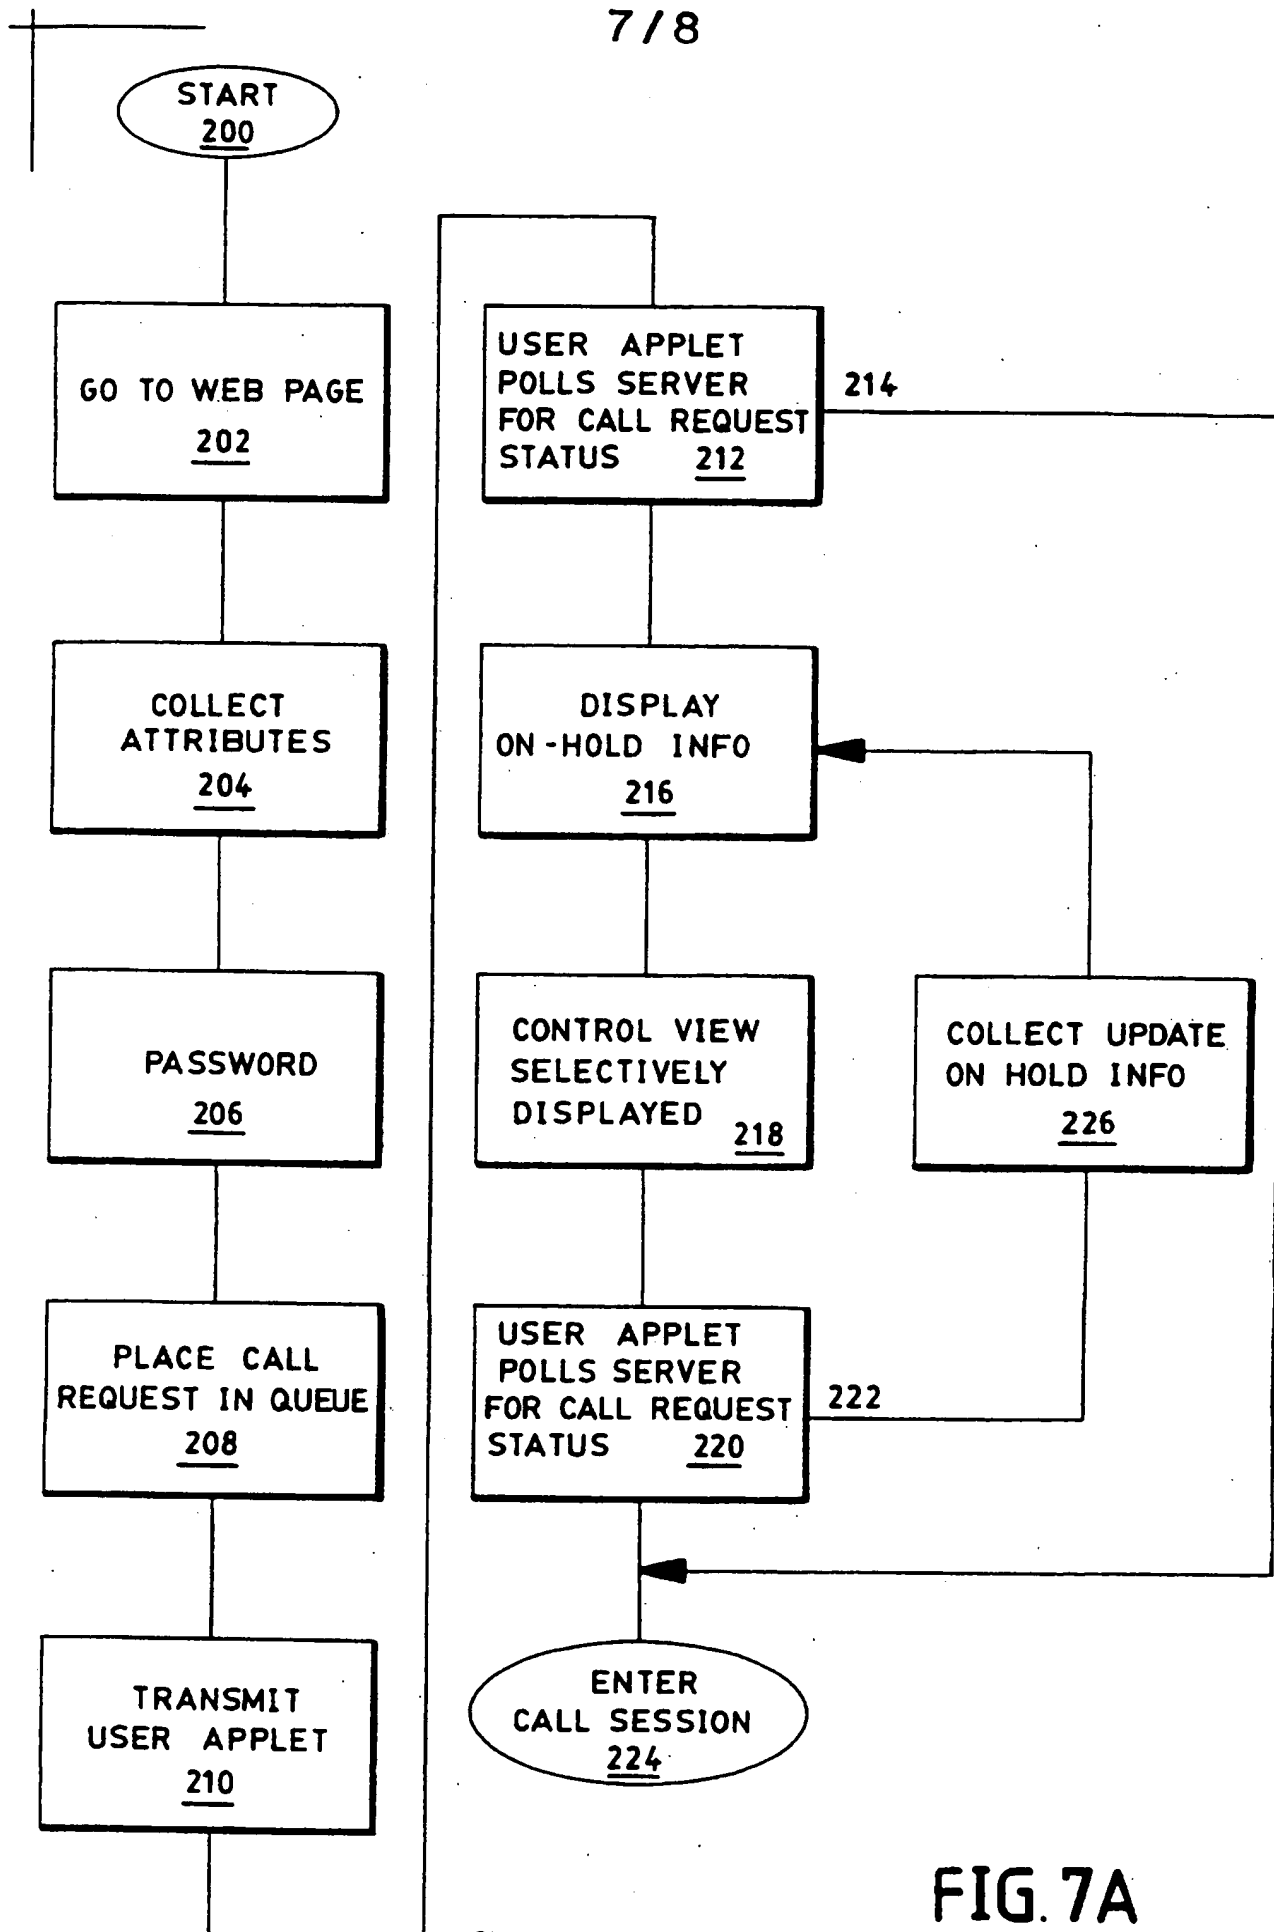 7/8
START
200
GO TO WEB PAGE
202
COLLECT
ATTRIBUTES
204
PASSWORD
206
PLACE CALL
REQUEST IN QUEUE
208
TRANSMIT
USER APPLET
210
USER APPLET
POLLS SERVER
FOR CALL REQUEST
STATUS 212
214
DISPLAY
ON-HOLD INFO
216
CONTROL VIEW
SELECTIVELY
DISPLAYED
218
USER APPLET
POLLS SERVER
FOR CALL REQUEST
STATUS 220
222
COLLECT UPDATE
ON HOLD INFO
226
ENTER
CALL SESSION
224
FIG. 7A